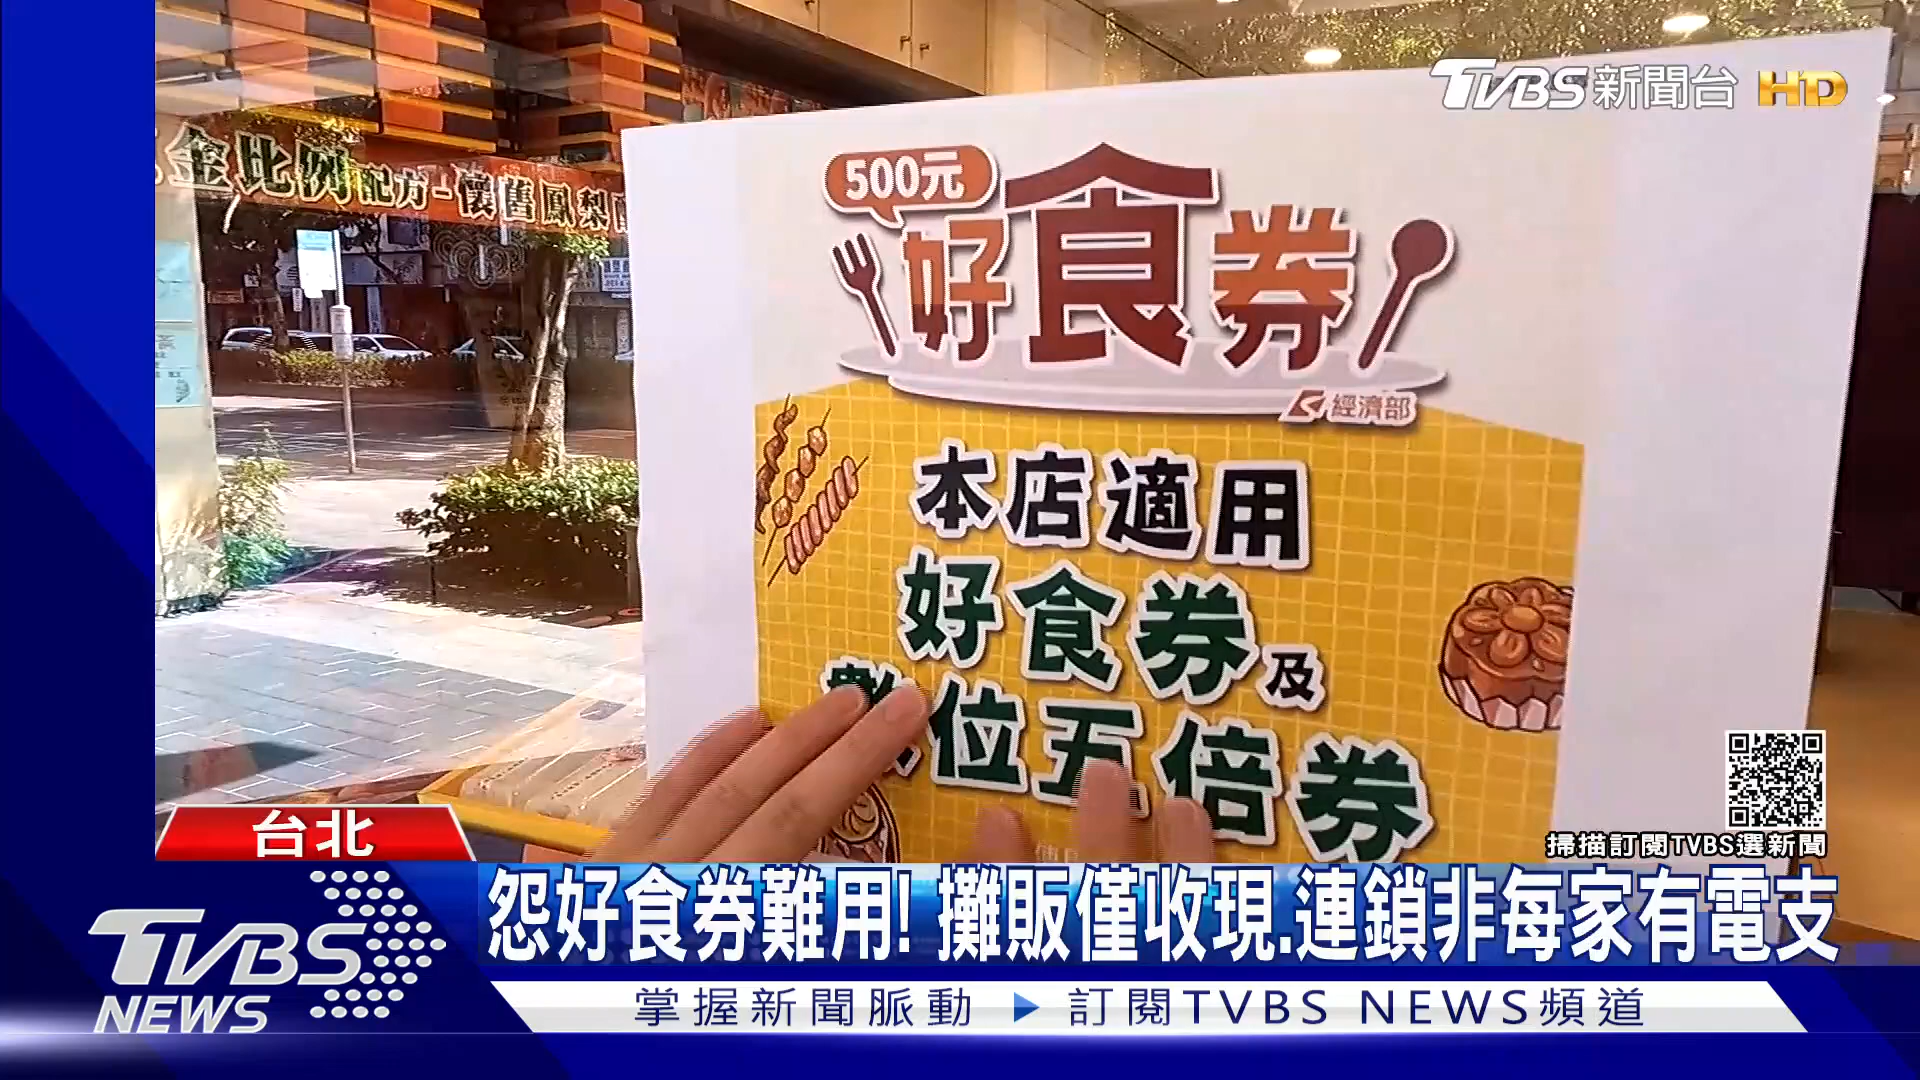 TVBS新聞台 HD
金比例配方-懷舊鳳梨
500元
好食券
經濟部
本店適用
好食券及
數位五倍券
掃描訂閱TVBS選新聞
台北
怨好食券難用! 攤販僅收現.連鎖非每家有電支
TVBS
NEWS
掌握新聞脈動 ▶ 訂閱TVBS NEWS頻道